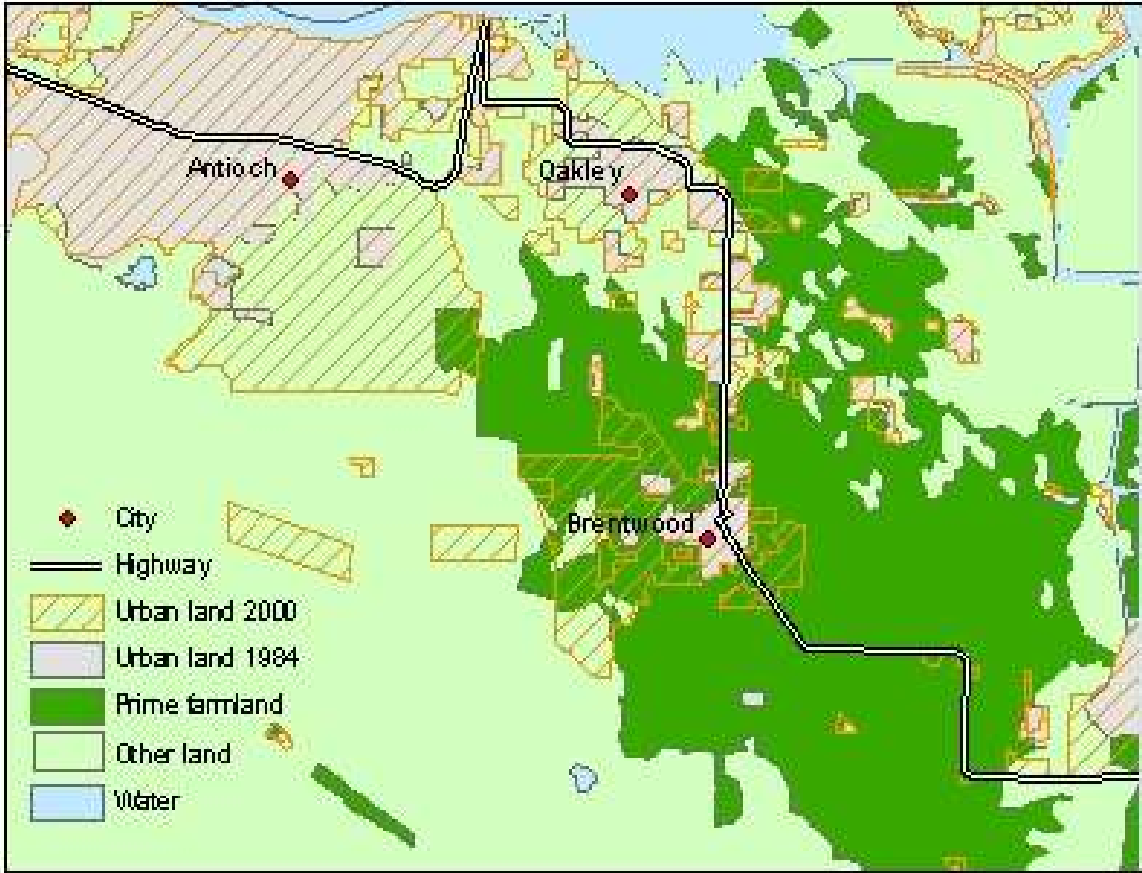 Antioch
Oakley
Brentwood
City
Highway
Urban land 2000
Urban land 1984
Prime farmland
Other land
Water